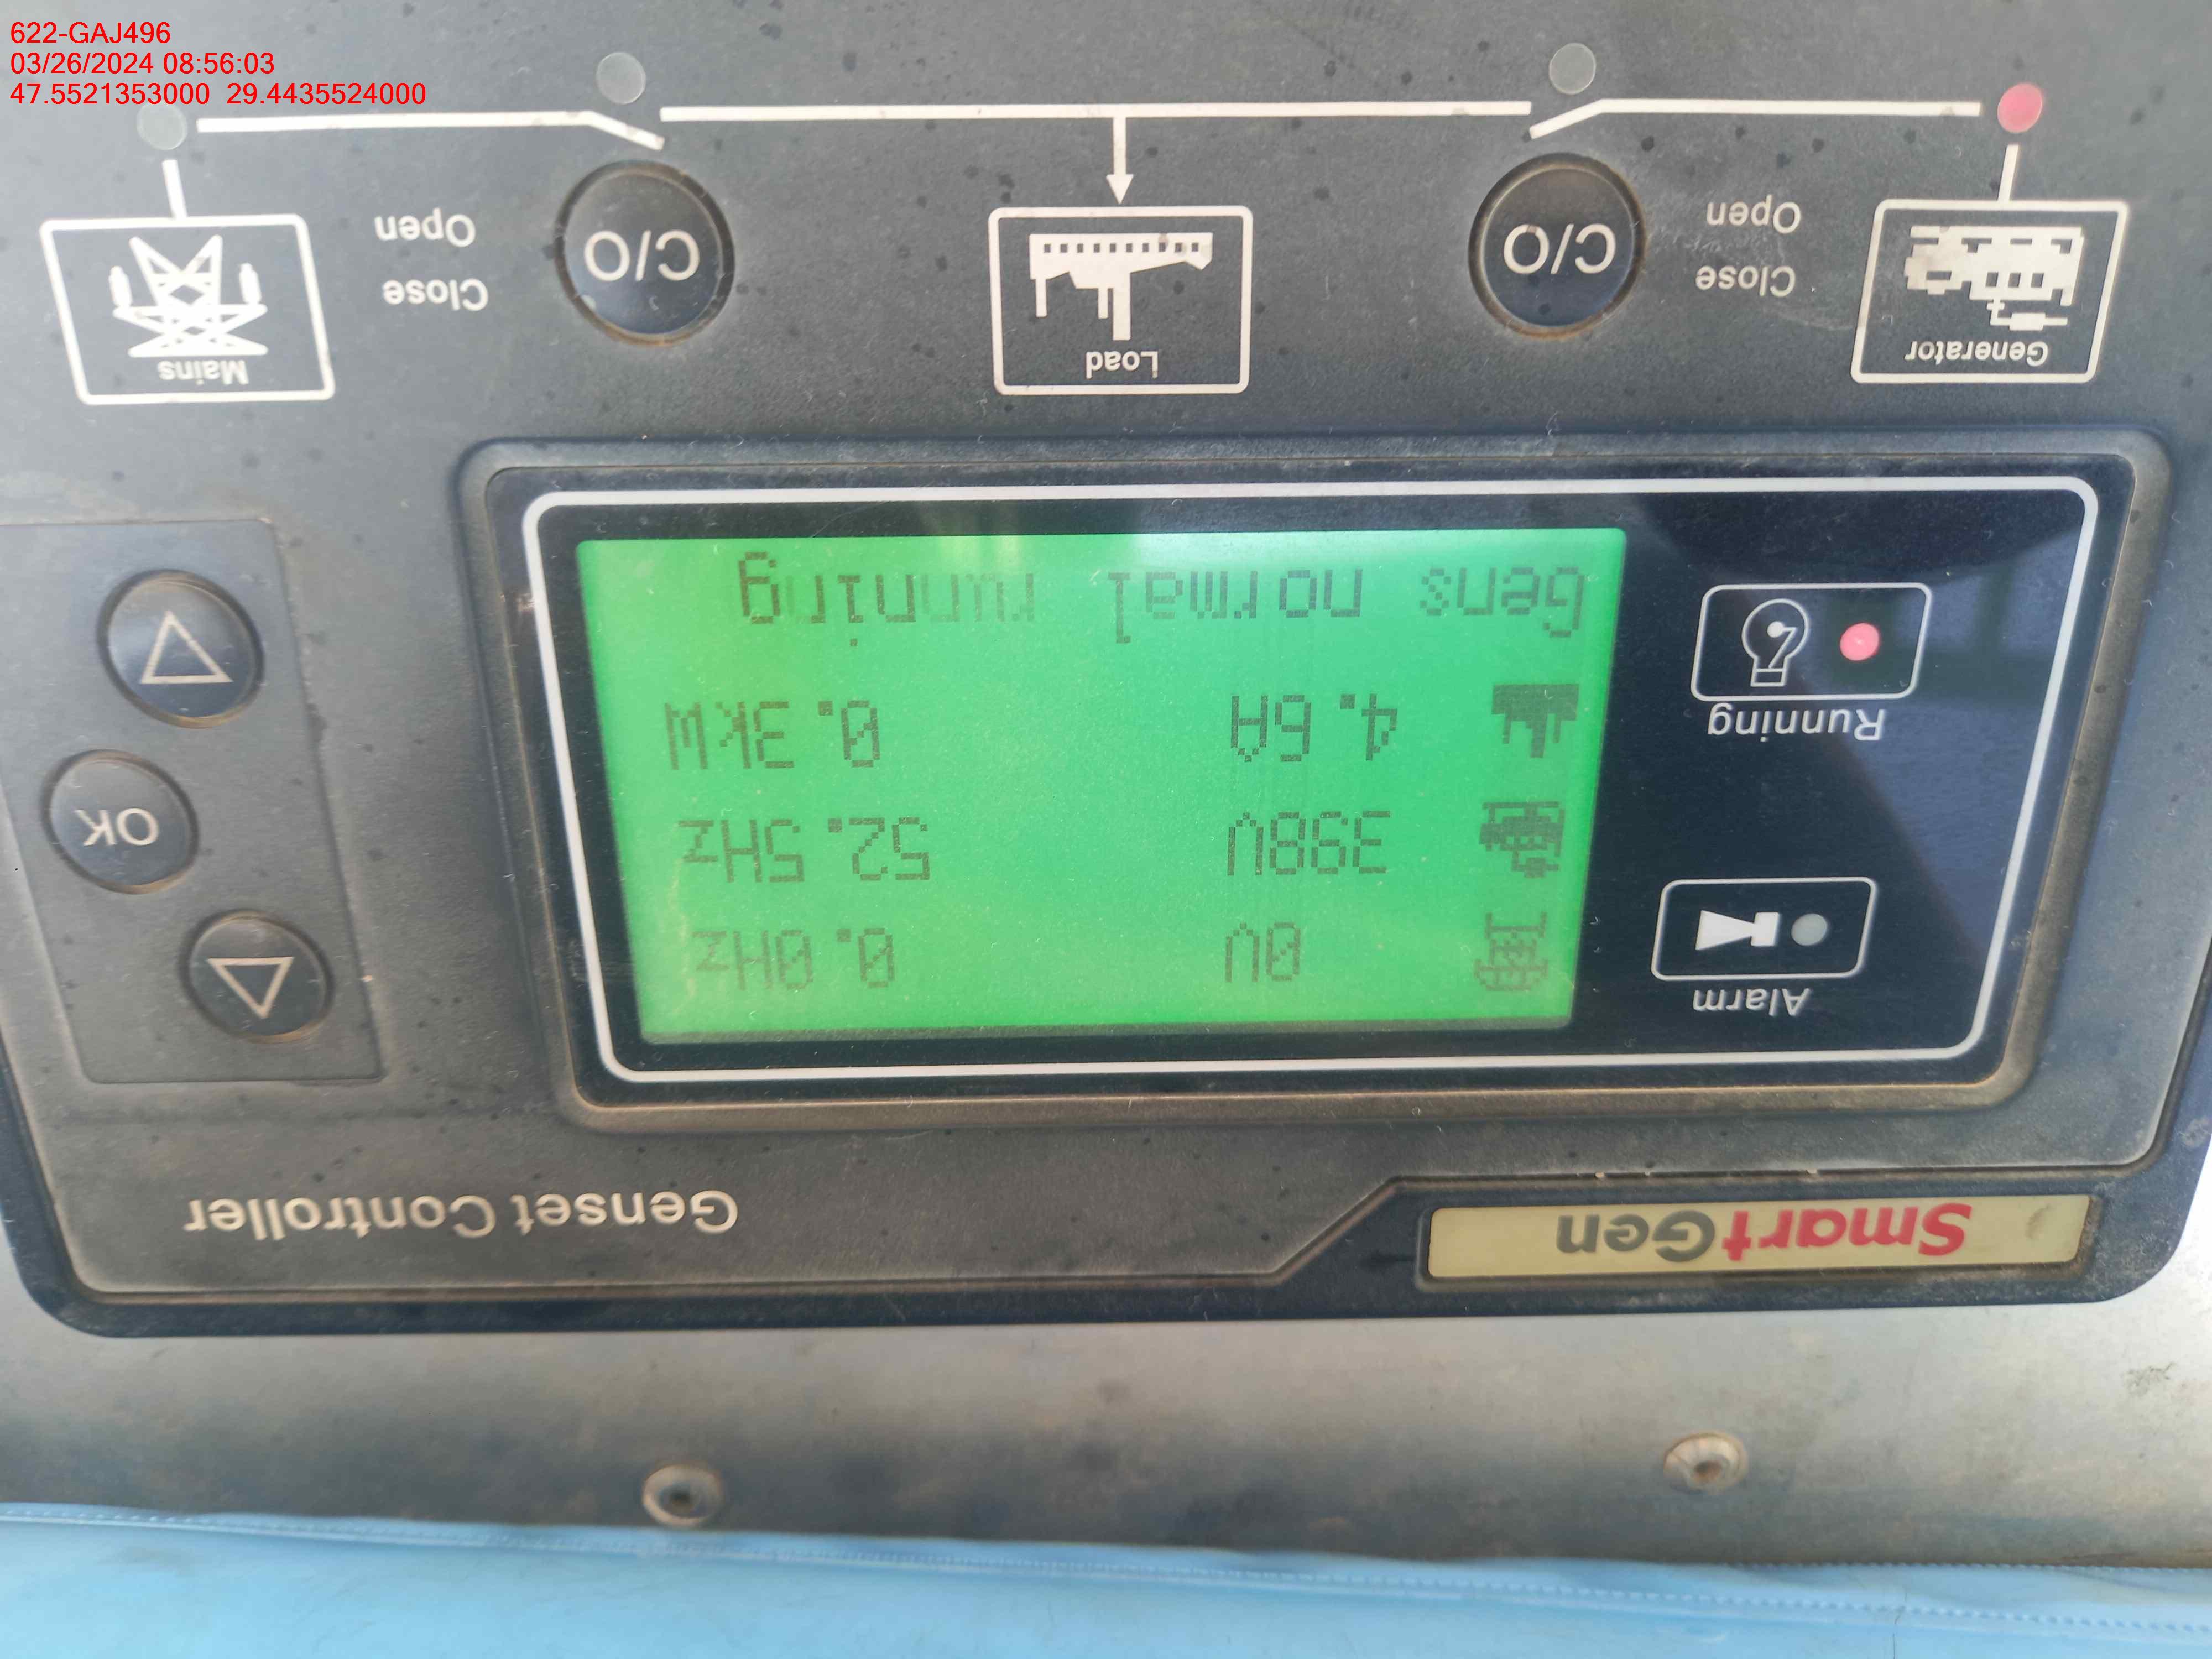 622-GAJ496
03/26/2024 08:56:03
47.5521353000 29.4435524000
SmartGen
Genset Controller
Alarm
0V 0.0Hz
398V 52.5Hz
4.6A 0.3kW
Gens normal running
Running
OK
Generator
Close
Open
C/O
Load
C/O
Close
Open
Mains